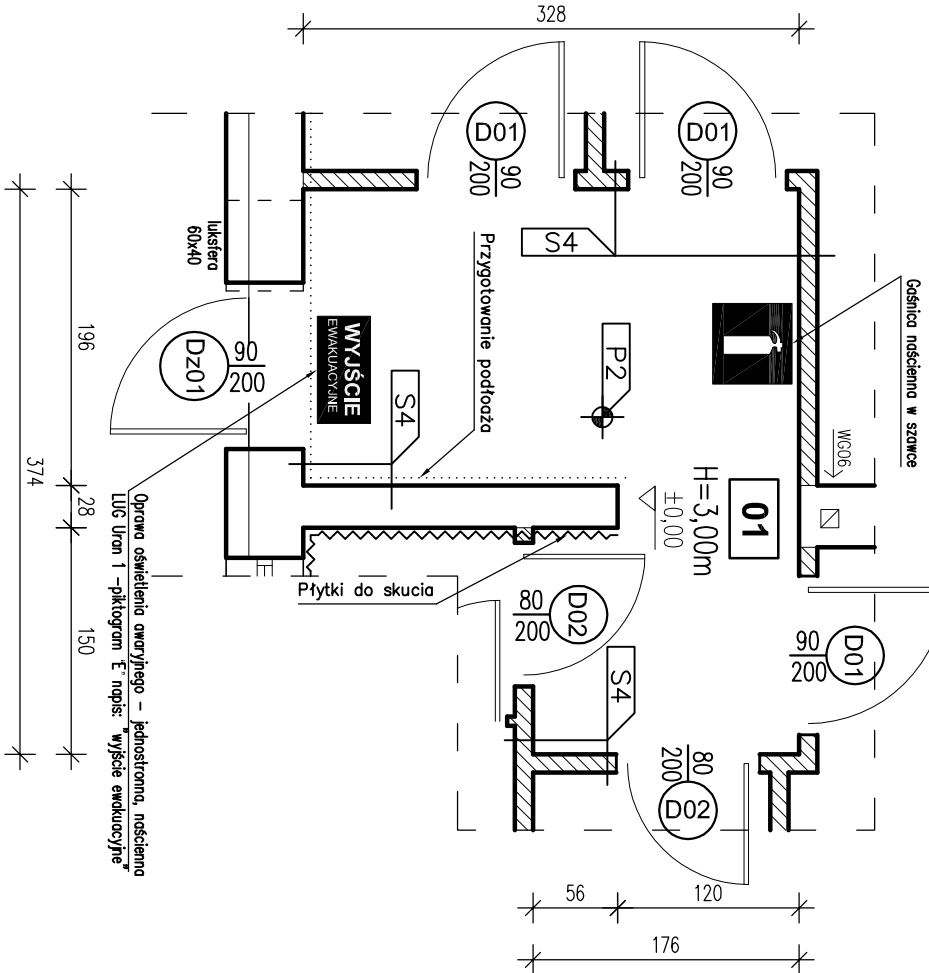 328
D01
90
200
D01
90
200
S4
Przygotowanie podłoaża
Gaśnica naścienna w szawce
luksfera
60x40
WYJŚCIE
EWAKUACYJNE
P2
Dz01
90
200
S4
WG06
196
374
28
150
H=3,00m
±0,00
01
Płytki do skucia
80
200
D02
90
200
D01
S4
80
200
D02
Oprawa oświetlenia awaryjnego – jednostronna, naścienna
LUG Uran 1 –piktogram "E" napis: "wyjście ewakuacyjne"
56
120
176